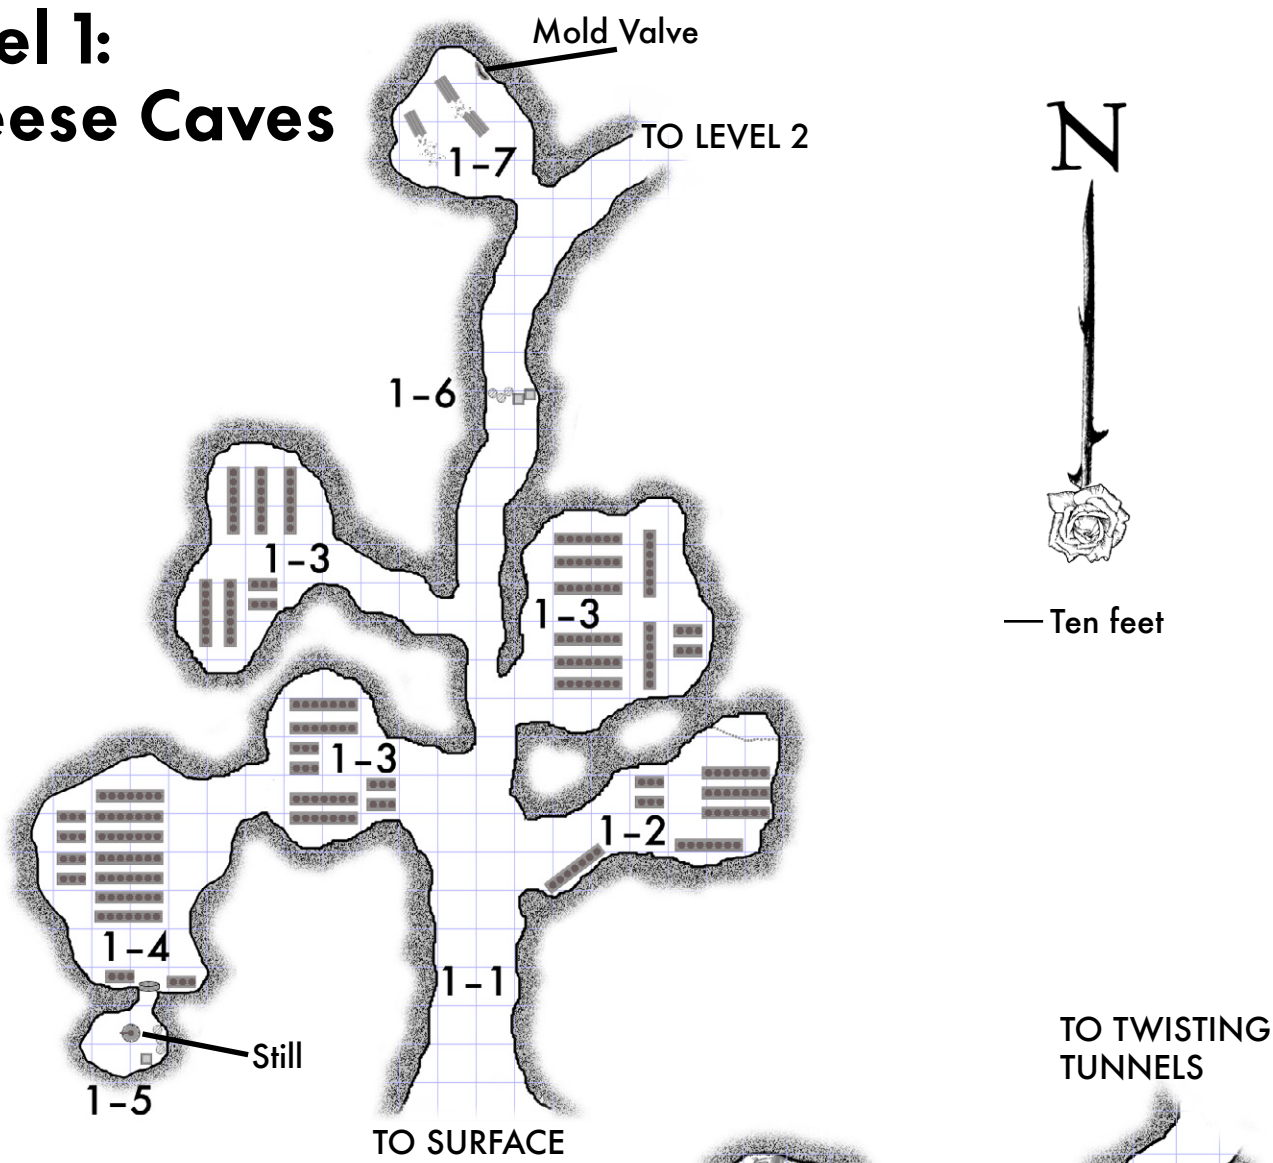 el 1:
eese Caves
Mold Valve
TO LEVEL 2
N
1-7
1-6
1-3
1-3
Ten feet
1-3
1-2
1-4
1-1
Still
1-5
TO SURFACE
TO TWISTING
TUNNELS